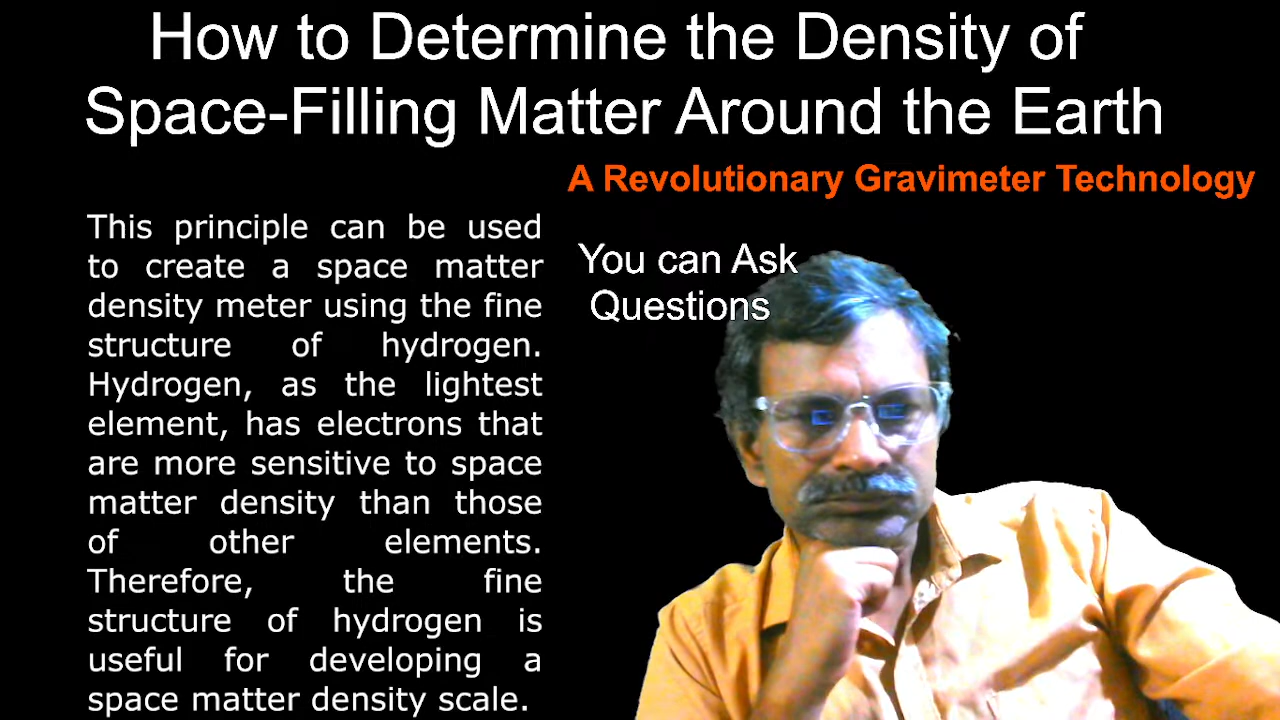 How to Determine the Density of
Space-Filling Matter Around the Earth
A Revolutionary Gravimeter Technology
This principle can be used
to create a space matter
density meter using the fine
structure of hydrogen.
Hydrogen, as the lightest
element, has electrons that
are more sensitive to space
matter density than those
of other elements.
Therefore, the fine
structure of hydrogen is
useful for developing a
space matter density scale.
You can Ask
Questions